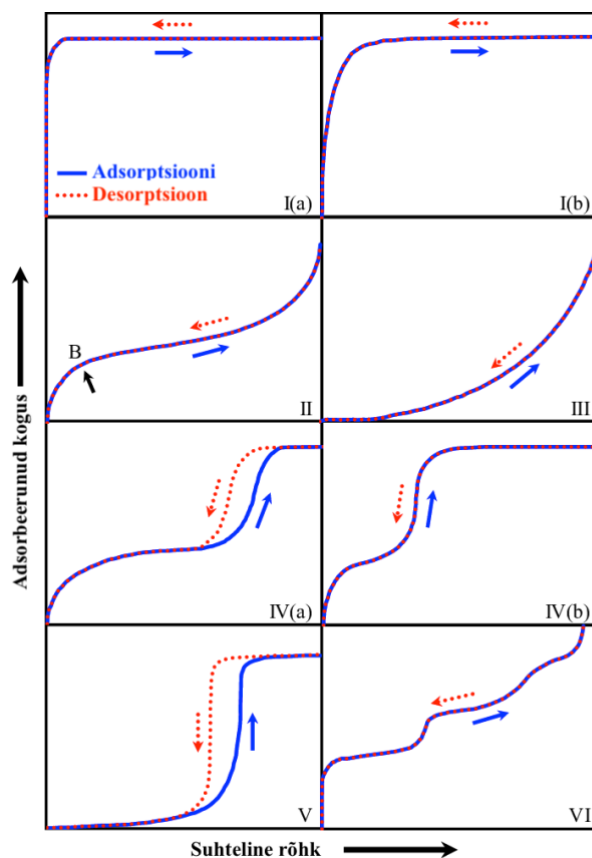 Adsorptsiooni
Desorptsioon
I(a)
I(b)
B
II
III
IV(a)
IV(b)
V
VI
Adsorbeerunud kogus
Suhteline rõhk